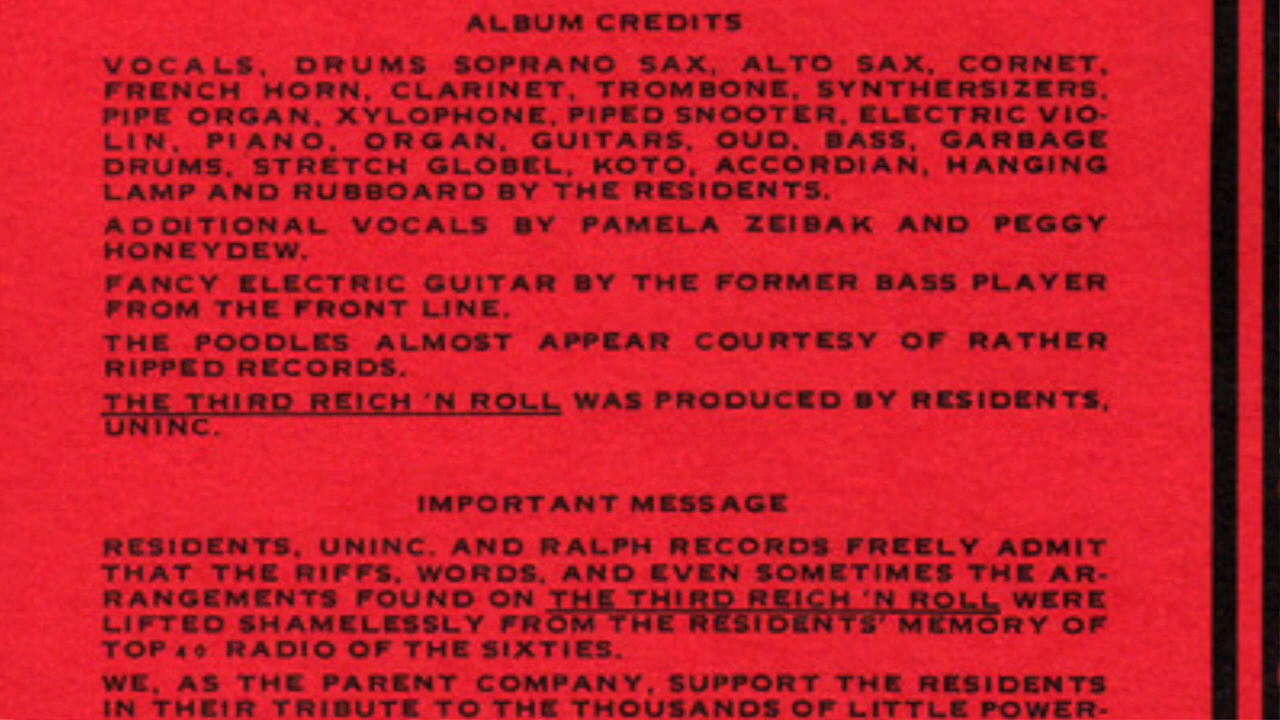 ALBUM CREDITS
VOCALS, DRUMS SOPRANO SAX, ALTO SAX, CORNET,
FRENCH HORN, CLARINET, TROMBONE, SYNTHERSIZERS,
PIPE ORGAN, XYLOPHONE, PIPED SNOOTER, ELECTRIC VIO-
LIN, PIANO, ORGAN, GUITARS, OUD, BASS, GARBAGE
DRUMS, STRETCH GLOBEL, KOTO, ACCORDIAN, HANGING
LAMP AND RUBBOARD BY THE RESIDENTS.
ADDITIONAL VOCALS BY PAMELA ZEIBAK AND PEGGY
HONEYDEW.
FANCY ELECTRIC GUITAR BY THE FORMER BASS PLAYER
FROM THE FRONT LINE.
THE POODLES ALMOST APPEAR COURTESY OF RATHER
RIPPED RECORDS.
THE THIRD REICH 'N ROLL WAS PRODUCED BY RESIDENTS,
UNINC.
IMPORTANT MESSAGE
RESIDENTS, UNINC. AND RALPH RECORDS FREELY ADMIT
THAT THE RIFFS, WORDS, AND EVEN SOMETIMES THE AR-
RANGEMENTS FOUND ON THE THIRD REICH 'N ROLL WERE
LIFTED SHAMELESSLY FROM THE RESIDENTS' MEMORY OF
TOP 40 RADIO OF THE SIXTIES.
WE, AS THE PARENT COMPANY, SUPPORT THE RESIDENTS
IN THEIR TRIBUTE TO THE THOUSANDS OF LITTLE POWER-